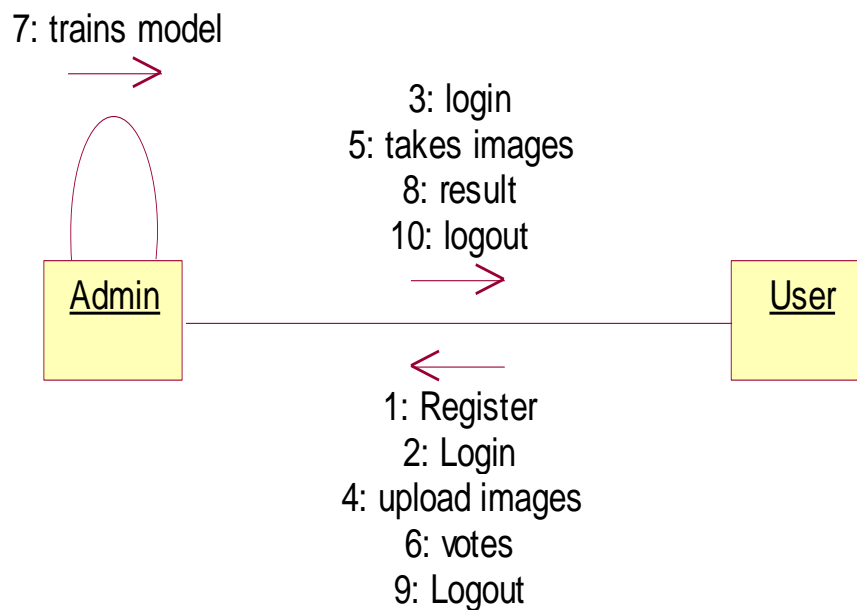 7: trains model
3: login
5: takes images
8: result
10: logout
Admin
User
1: Register
2: Login
4: upload images
6: votes
9: Logout